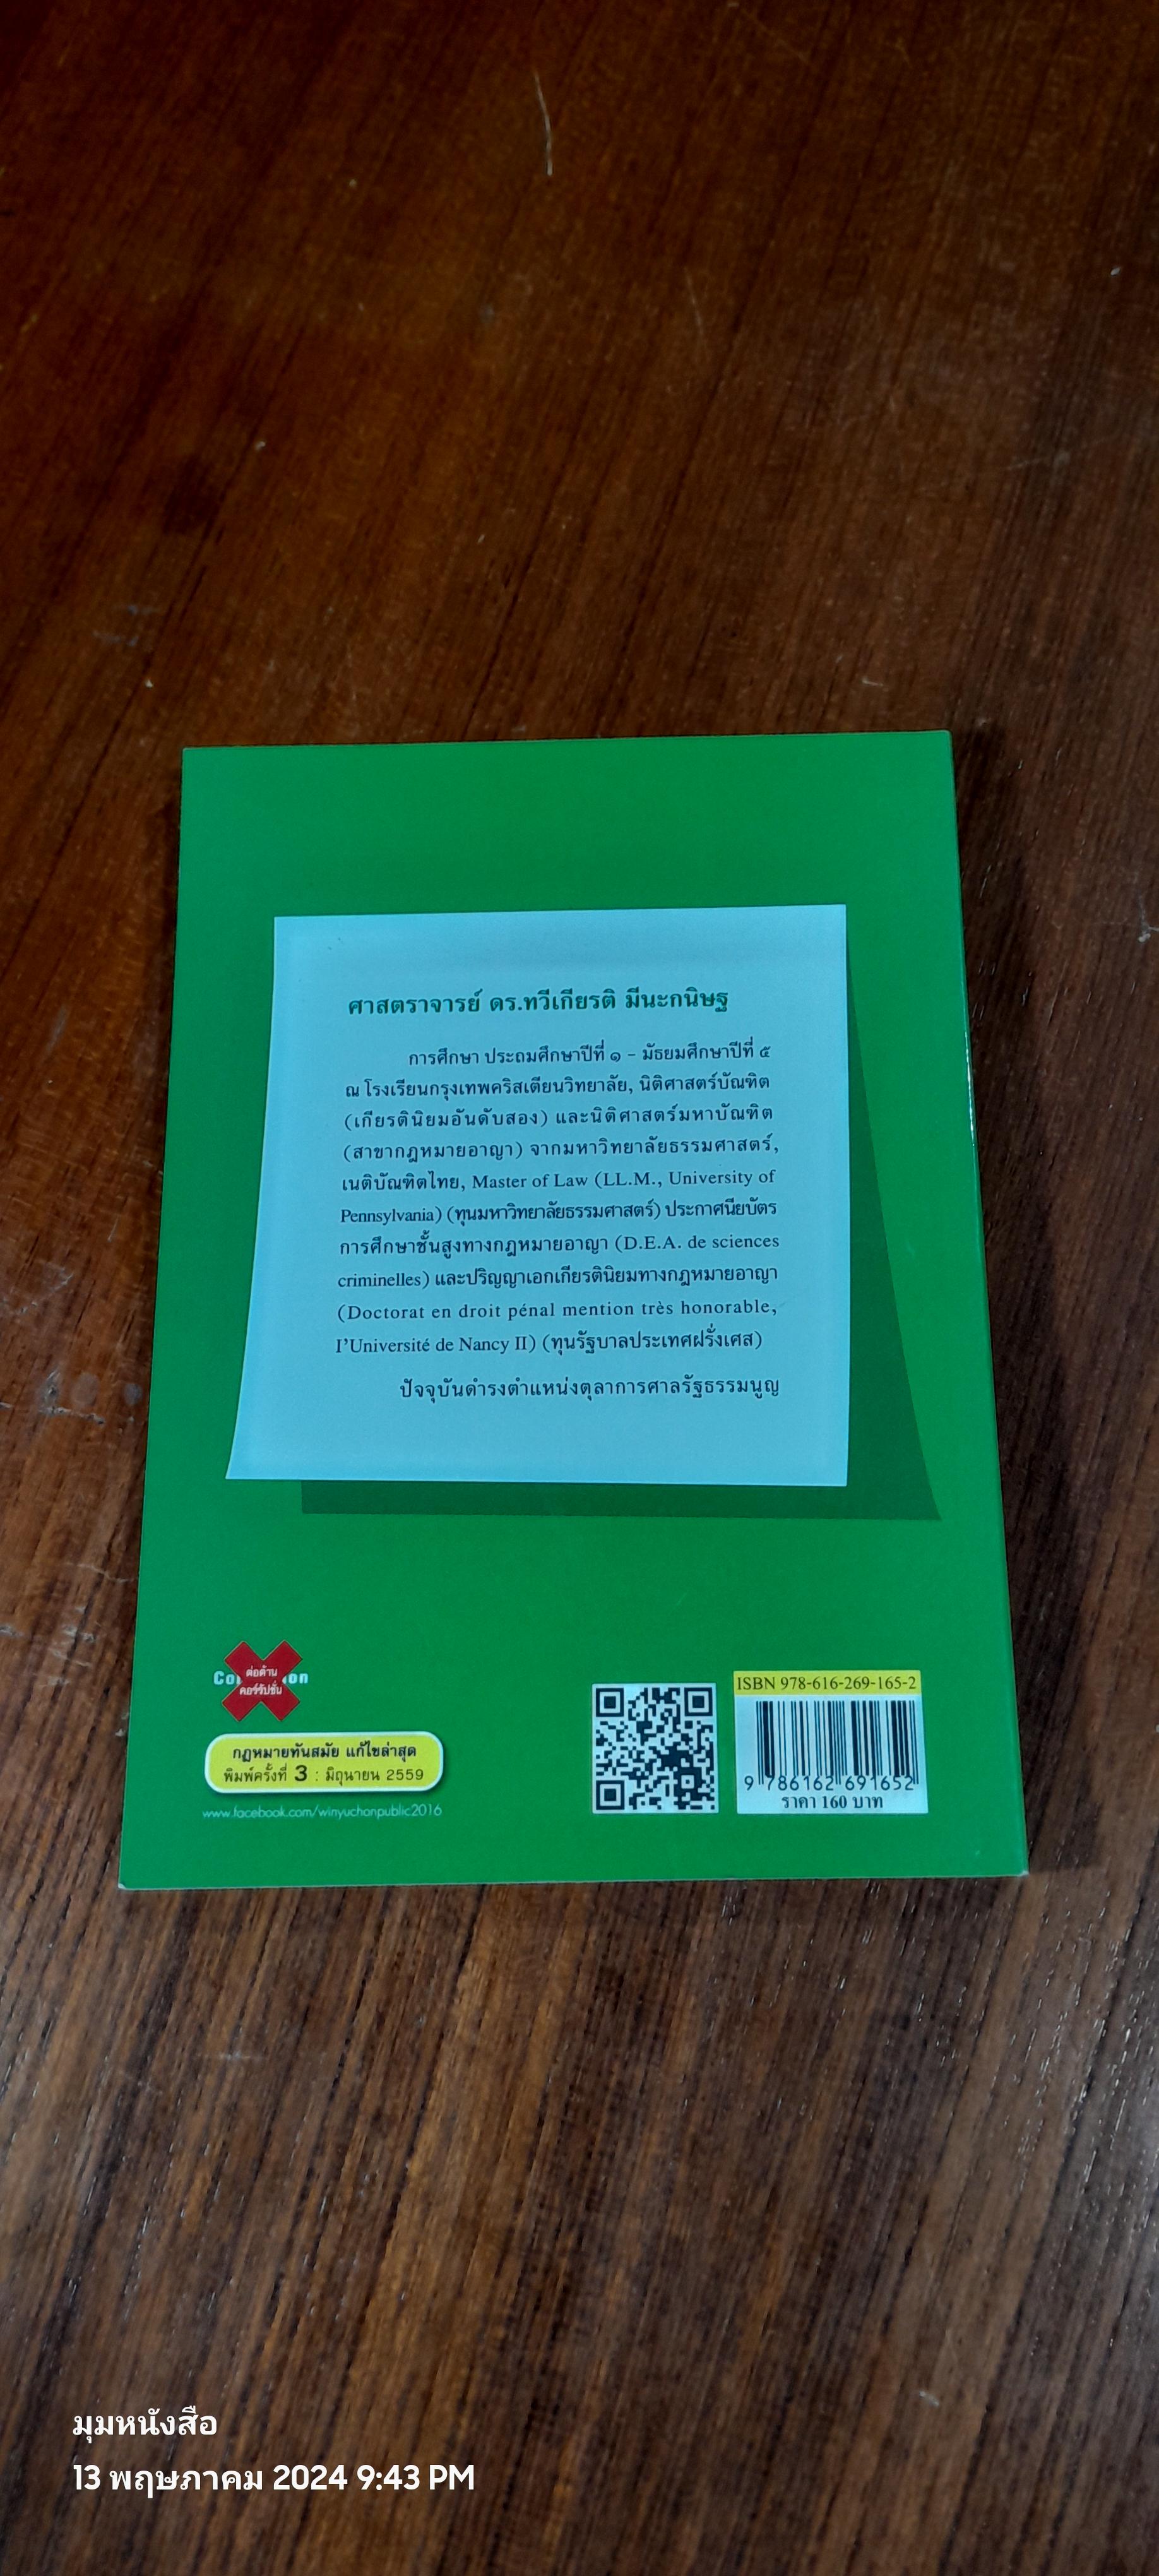 ศาสตราจารย์ ดร.ทวีเกียรติ มีนะกนิษฐ
การศึกษา ประถมศึกษาปีที่ ๑ - มัธยมศึกษาปีที่ ๕
ณ โรงเรียนกรุงเทพคริสเตียนวิทยาลัย, นิติศาสตร์บัณฑิต
(เกียรตินิยมอันดับสอง) และนิติศาสตร์มหาบัณฑิต
(สาขากฎหมายอาญา) จากมหาวิทยาลัยธรรมศาสตร์,
เนติบัณฑิตไทย, Master of Law (LL.M., University of
Pennsylvania) (ทุนมหาวิทยาลัยธรรมศาสตร์) ประกาศนียบัตร
การศึกษาชั้นสูงทางกฎหมายอาญา (D.E.A. de sciences
criminelles) และปริญญาเอกเกียรตินิยมทางกฎหมายอาญา
(Doctorat en droit pénal mention très honorable,
I'Université de Nancy II) (ทุนรัฐบาลประเทศฝรั่งเศส)
ปัจจุบันดำรงตำแหน่งตุลาการศาลรัฐธรรมนูญ
ต่อต้าน
คอร์รัปชั่น
กฎหมายทันสมัย แก้ไขล่าสุด
พิมพ์ครั้งที่ 3 : มิถุนายน 2559
www.facebook.com/winyuchonpublic2016
ISBN 978-616-269-165-2
9 786162 691652
ราคา 160 บาท
มุมหนังสือ
13 พฤษภาคม 2024 9:43 PM